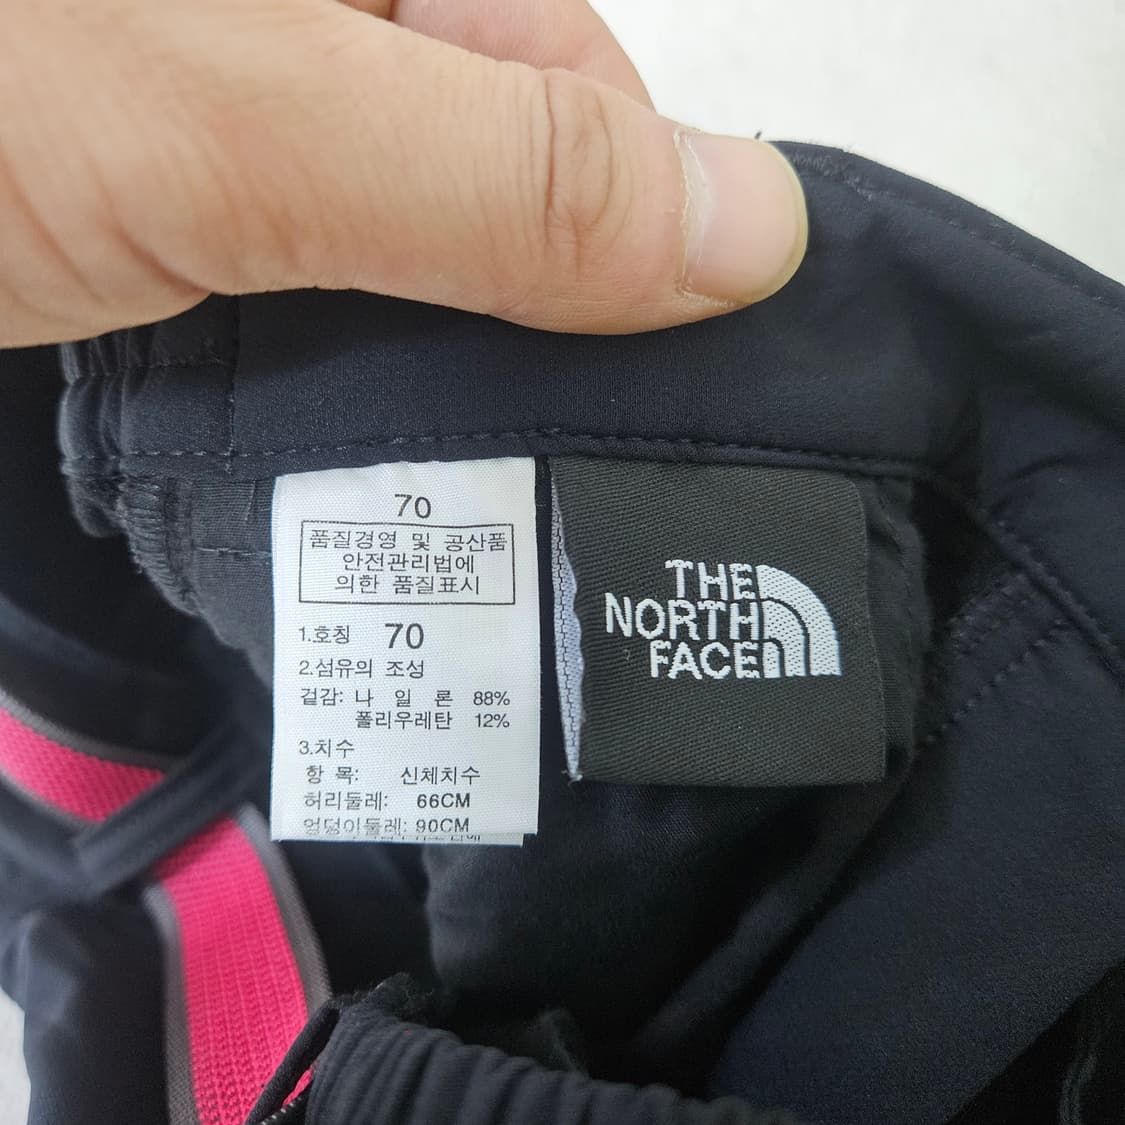 70
품질경영 및 공산품
안전관리법에
의한 품질표시
1.호칭 70
2.섬유의 조성
겉감: 나 일 론 88%
폴리우레탄 12%
3.치수
항 목: 신체치수
허리둘레: 66CM
엉덩이둘레: 90CM
THE
NORTH
FACE